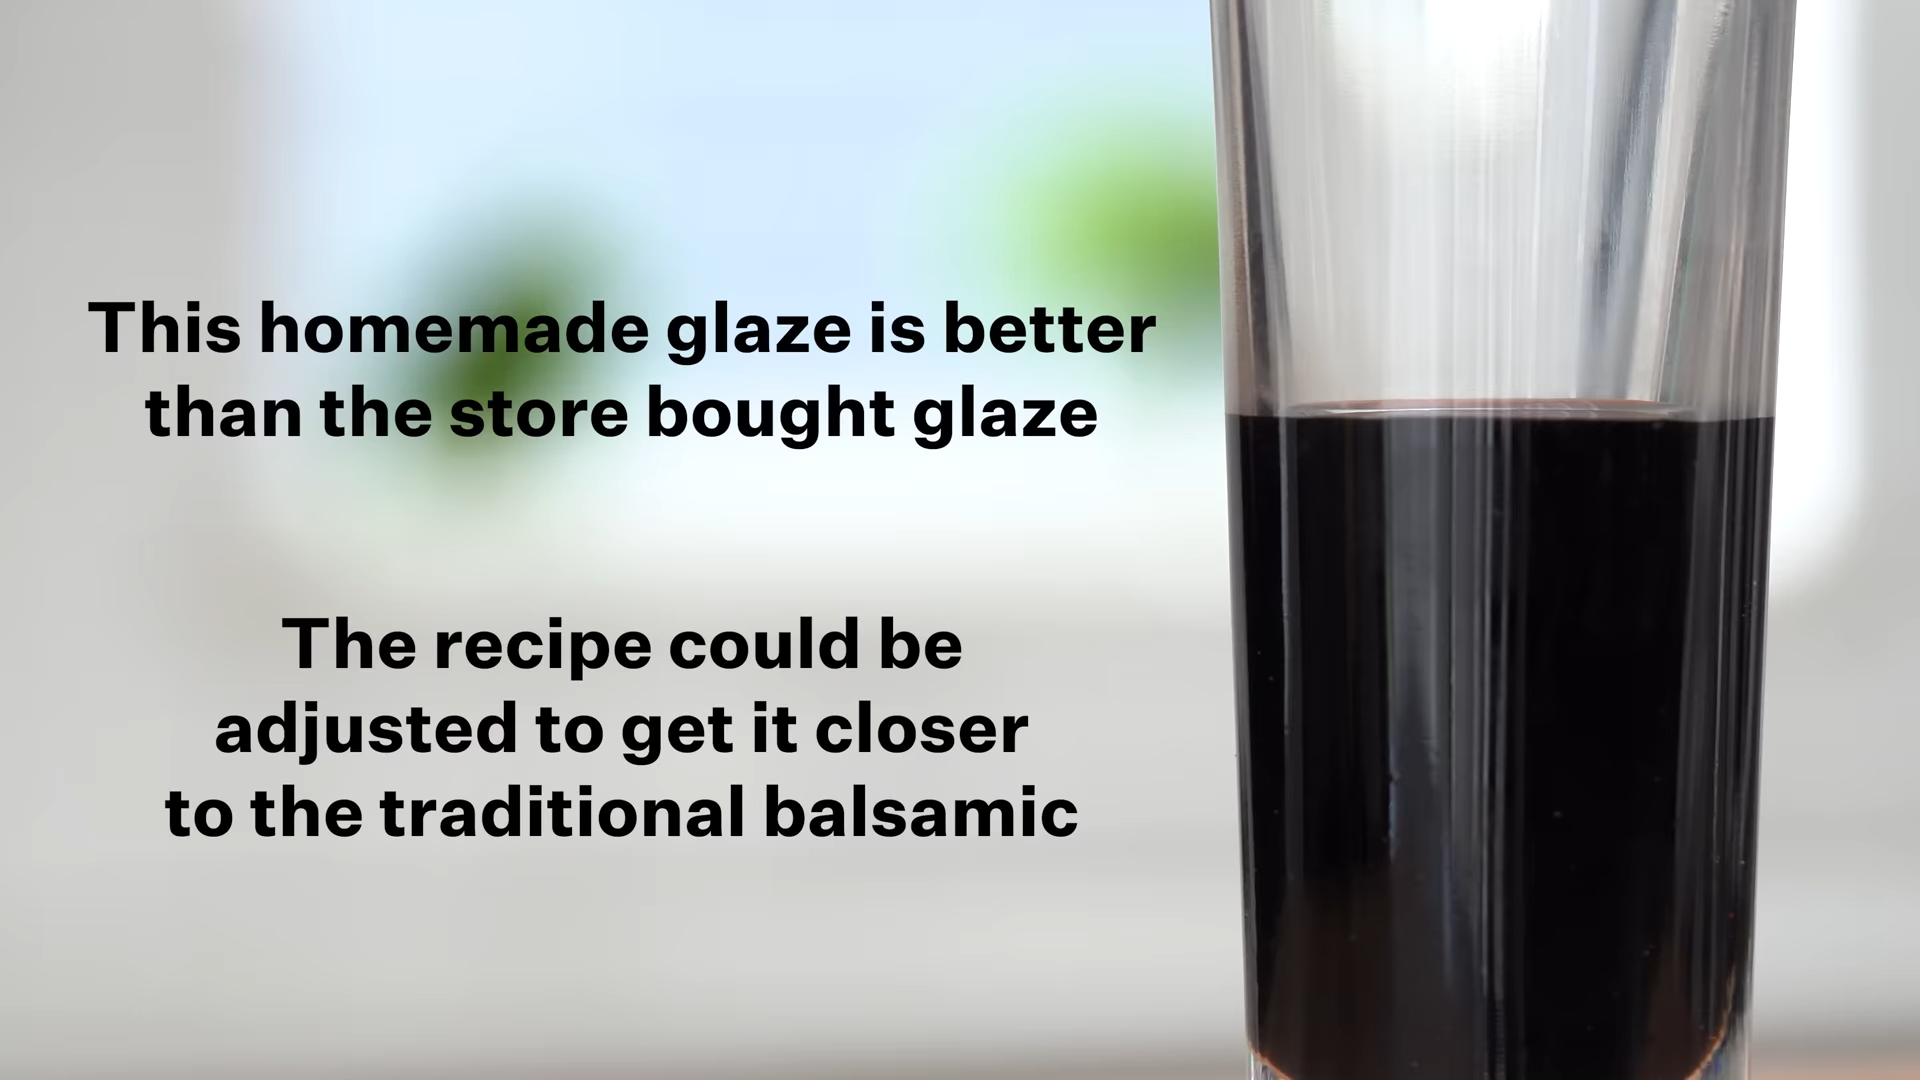 This homemade glaze is better
than the store bought glaze
The recipe could be
adjusted to get it closer
to the traditional balsamic